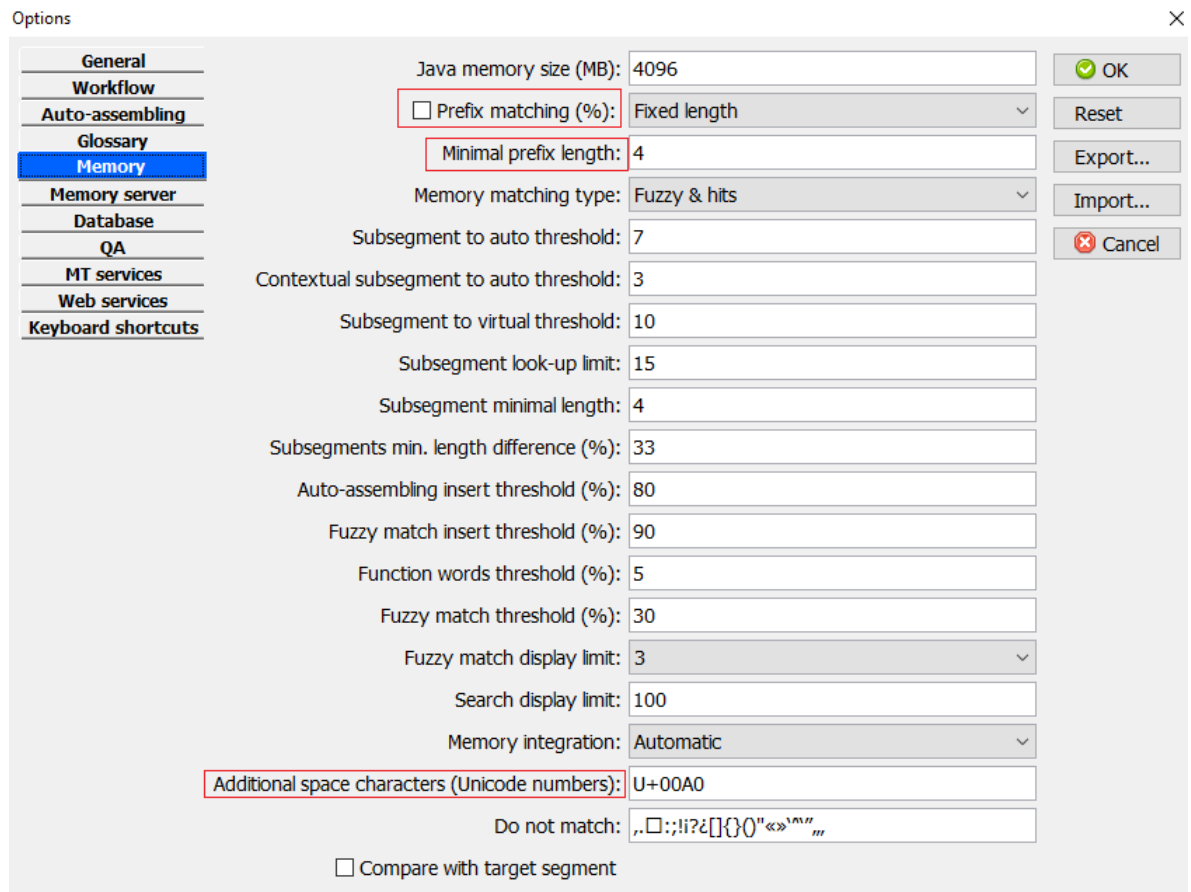 Options
General
Workflow
Auto-assembling
Glossary
Memory
Memory server
Database
QA
MT services
Web services
Keyboard shortcuts
Java memory size (MB): 4096
Prefix matching (%): Fixed length
Minimal prefix length: 4
Memory matching type: Fuzzy & hits
Subsegment to auto threshold: 7
Contextual subsegment to auto threshold: 3
Subsegment to virtual threshold: 10
Subsegment look-up limit: 15
Subsegment minimal length: 4
Subsegments min. length difference (%): 33
Auto-assembling insert threshold (%): 80
Fuzzy match insert threshold (%): 90
Function words threshold (%): 5
Fuzzy match threshold (%): 30
Fuzzy match display limit: 3
Search display limit: 100
Memory integration: Automatic
Additional space characters (Unicode numbers): U+00A0
Do not match:
Compare with target segment
OK
Reset
Export...
Import...
Cancel